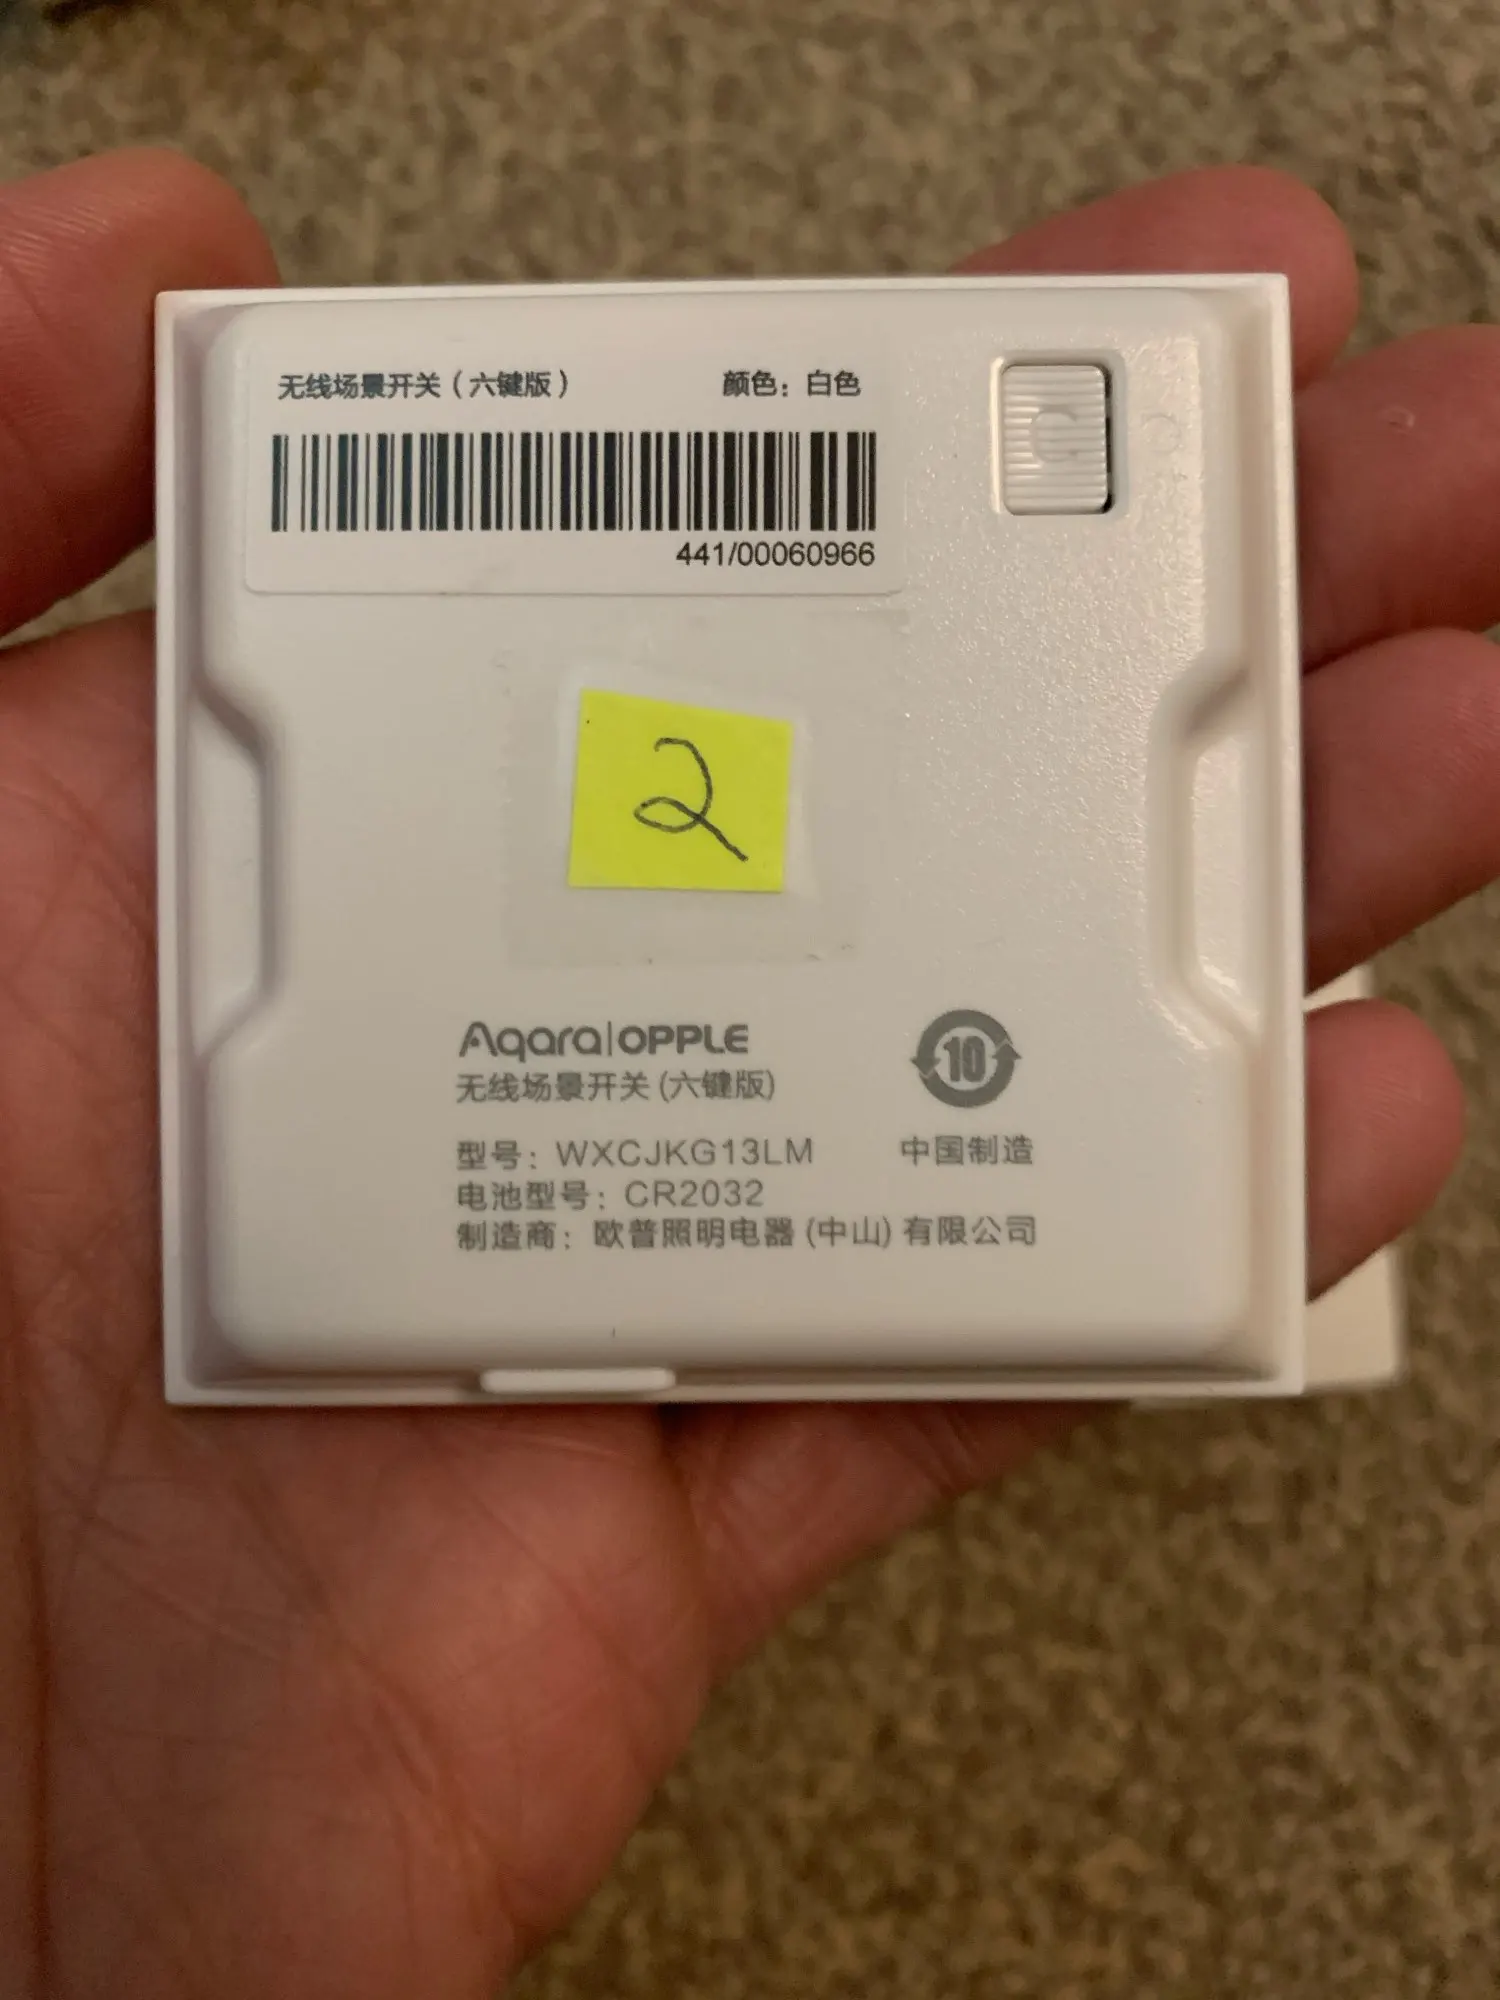 无线场景开关（六键版） 颜色：白色
441/00060966
2
Aqara|OPPLE
无线场景开关 (六键版)
10
型号：WXCJKG13LM
中国制造
电池型号：CR2032
制造商：欧普照明电器 (中山) 有限公司